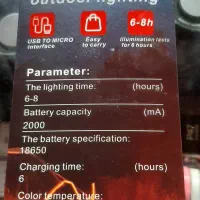 outdoor lighting
6-8h
USB TO MICRO
interface
Easy
to carry
illumination lasts
for 6 hours
Parameter:
The lighting time: (hours)
6-8
Battery capacity (mA)
2000
The battery specification:
18650
Charging time: (hours)
6
Color temperature: